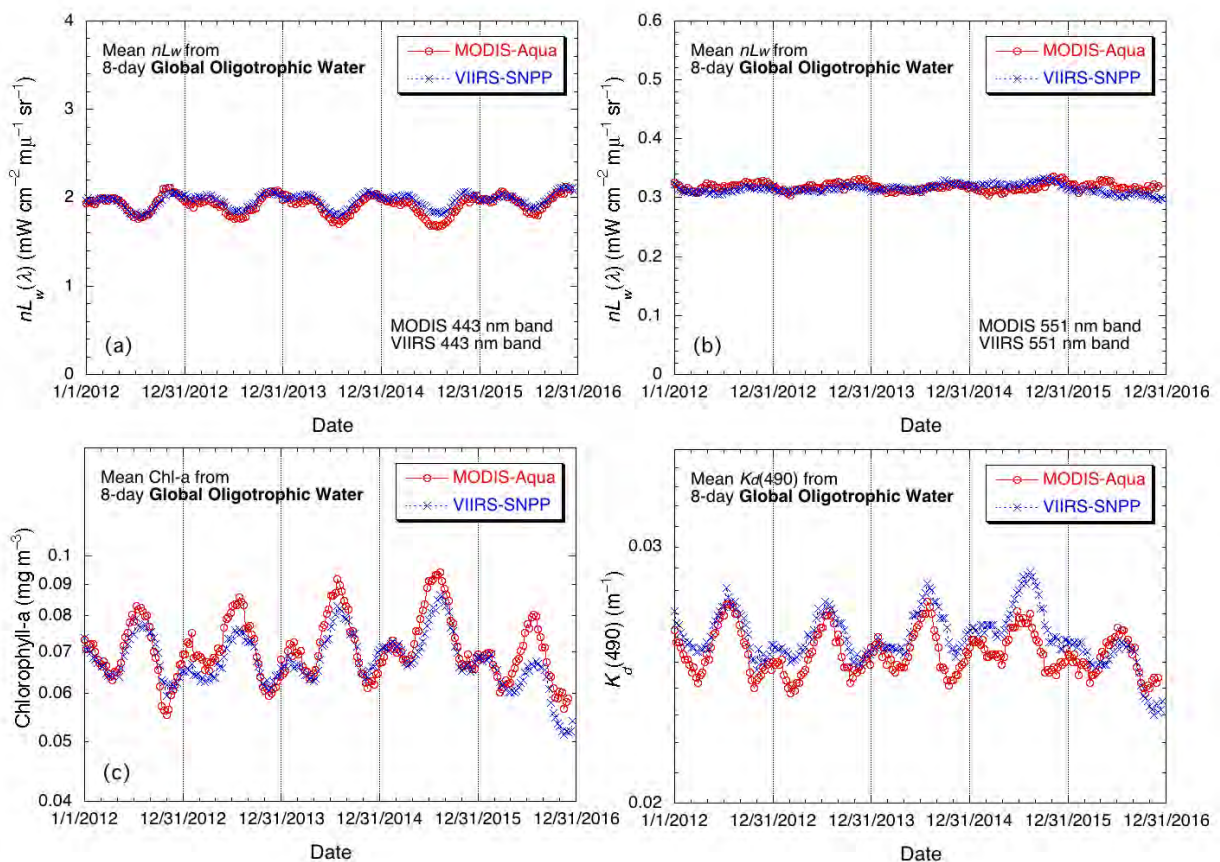 4
3
2
1
0
Mean nLw from
8-day Global Oligotrophic Water
MODIS-Aqua
VIIRS-SNPP
nLw(λ) (mW cm−2 mμ−1 sr−1)
(a)
MODIS 443 nm band
VIIRS 443 nm band
1/1/2012 12/31/2012 12/31/2013 12/31/2014 12/31/2015 12/31/2016
Date
0.6
0.5
0.4
0.3
0.2
0.1
0
Mean nLw from
8-day Global Oligotrophic Water
MODIS-Aqua
VIIRS-SNPP
nLw(λ) (mW cm−2 mμ−1 sr−1)
(b)
MODIS 551 nm band
VIIRS 551 nm band
1/1/2012 12/31/2012 12/31/2013 12/31/2014 12/31/2015 12/31/2016
Date
Mean Chl-a from
8-day Global Oligotrophic Water
MODIS-Aqua
VIIRS-SNPP
0.1
0.09
0.08
0.07
0.06
0.05
0.04
Chlorophyll-a (mg m−3)
(c)
1/1/2012 12/31/2012 12/31/2013 12/31/2014 12/31/2015 12/31/2016
Date
Mean Kd(490) from
8-day Global Oligotrophic Water
MODIS-Aqua
VIIRS-SNPP
0.03
0.02
Kd(490) (m−1)
1/1/2012 12/31/2012 12/31/2013 12/31/2014 12/31/2015 12/31/2016
Date